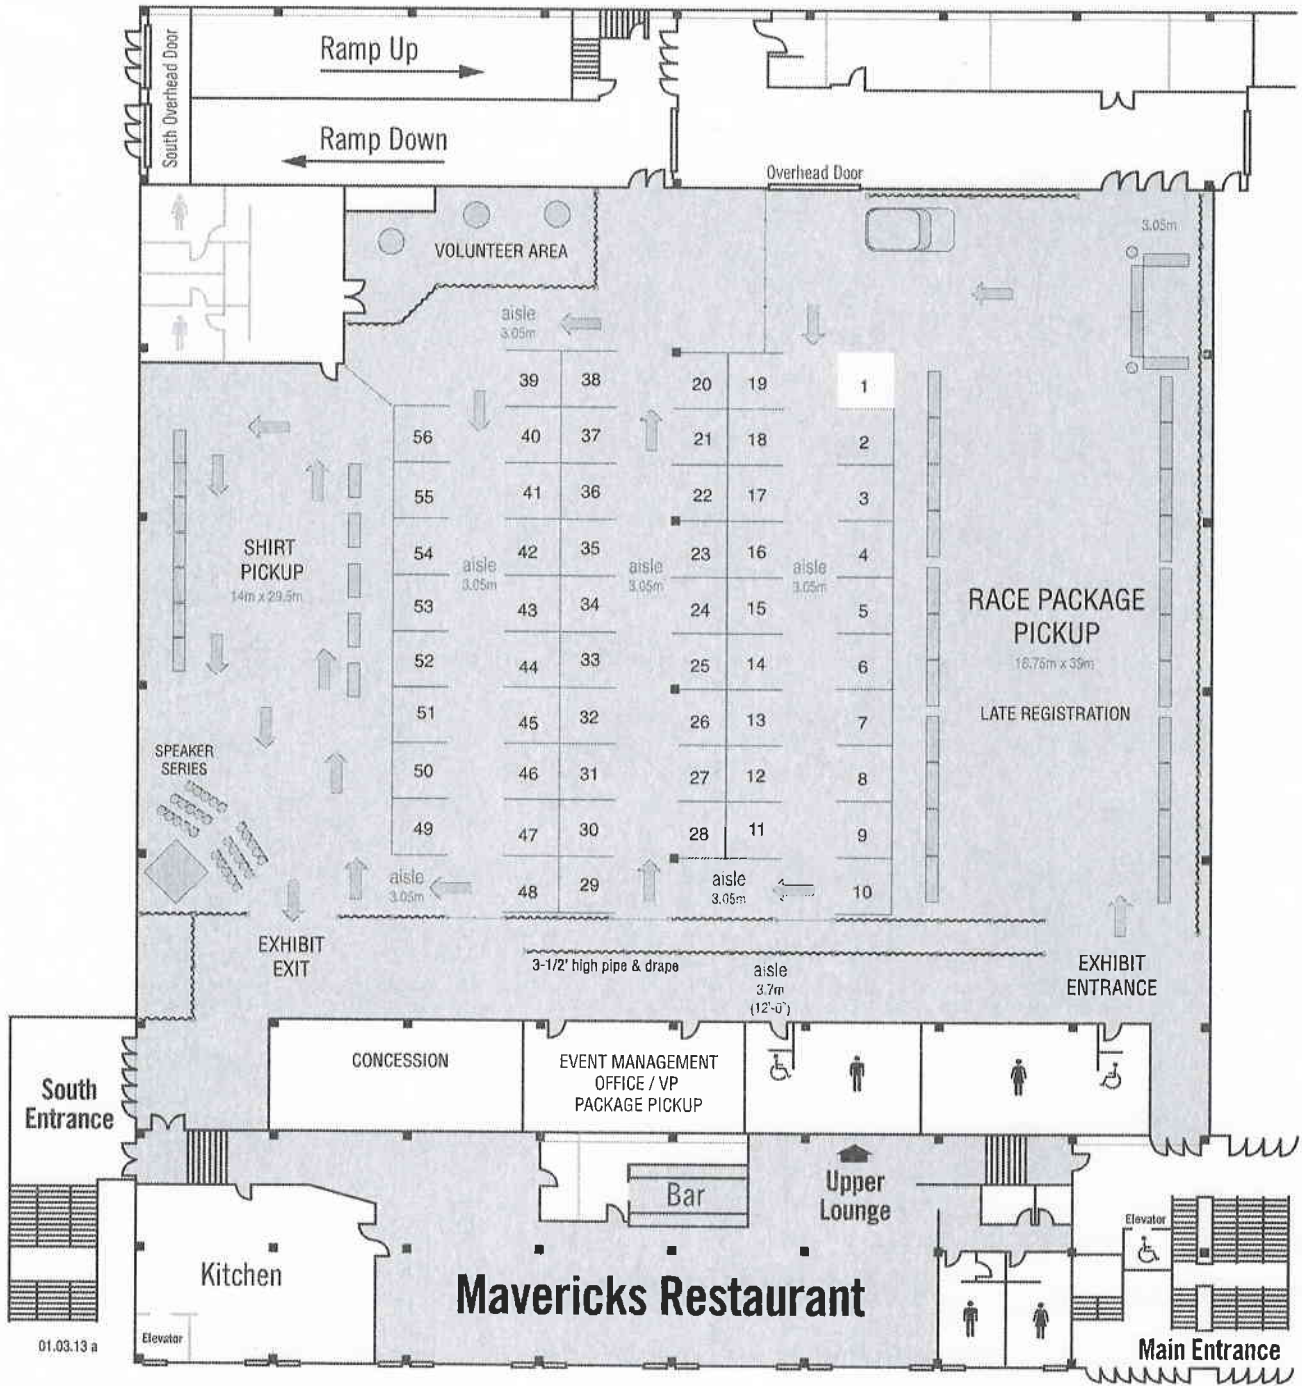 South Overhead Door
Ramp Up
Ramp Down
Overhead Door
VOLUNTEER AREA
3.05m
aisle
3.05m
39 38
20 19
1
56
40 37
21 18
2
55
41 36
22 17
3
54
42 35
23 16
4
aisle
3.05m
aisle
3.05m
aisle
3.05m
53
43 34
24 15
5
52
44 33
25 14
6
51
45 32
26 13
7
50
46 31
27 12
8
49
47 30
28 11
9
48 29
10
SHIRT
PICKUP
14m x 29.5m
RACE PACKAGE
PICKUP
16.75m x 39m
LATE REGISTRATION
SPEAKER
SERIES
aisle
3.05m
aisle
3.05m
EXHIBIT
EXIT
3-1/2' high pipe & drape
aisle
3.7m
(12'-0")
EXHIBIT
ENTRANCE
South
Entrance
CONCESSION
EVENT MANAGEMENT
OFFICE / VP
PACKAGE PICKUP
Bar
Upper
Lounge
Elevator
Kitchen
Mavericks Restaurant
Elevator
01.03.13 a
Main Entrance